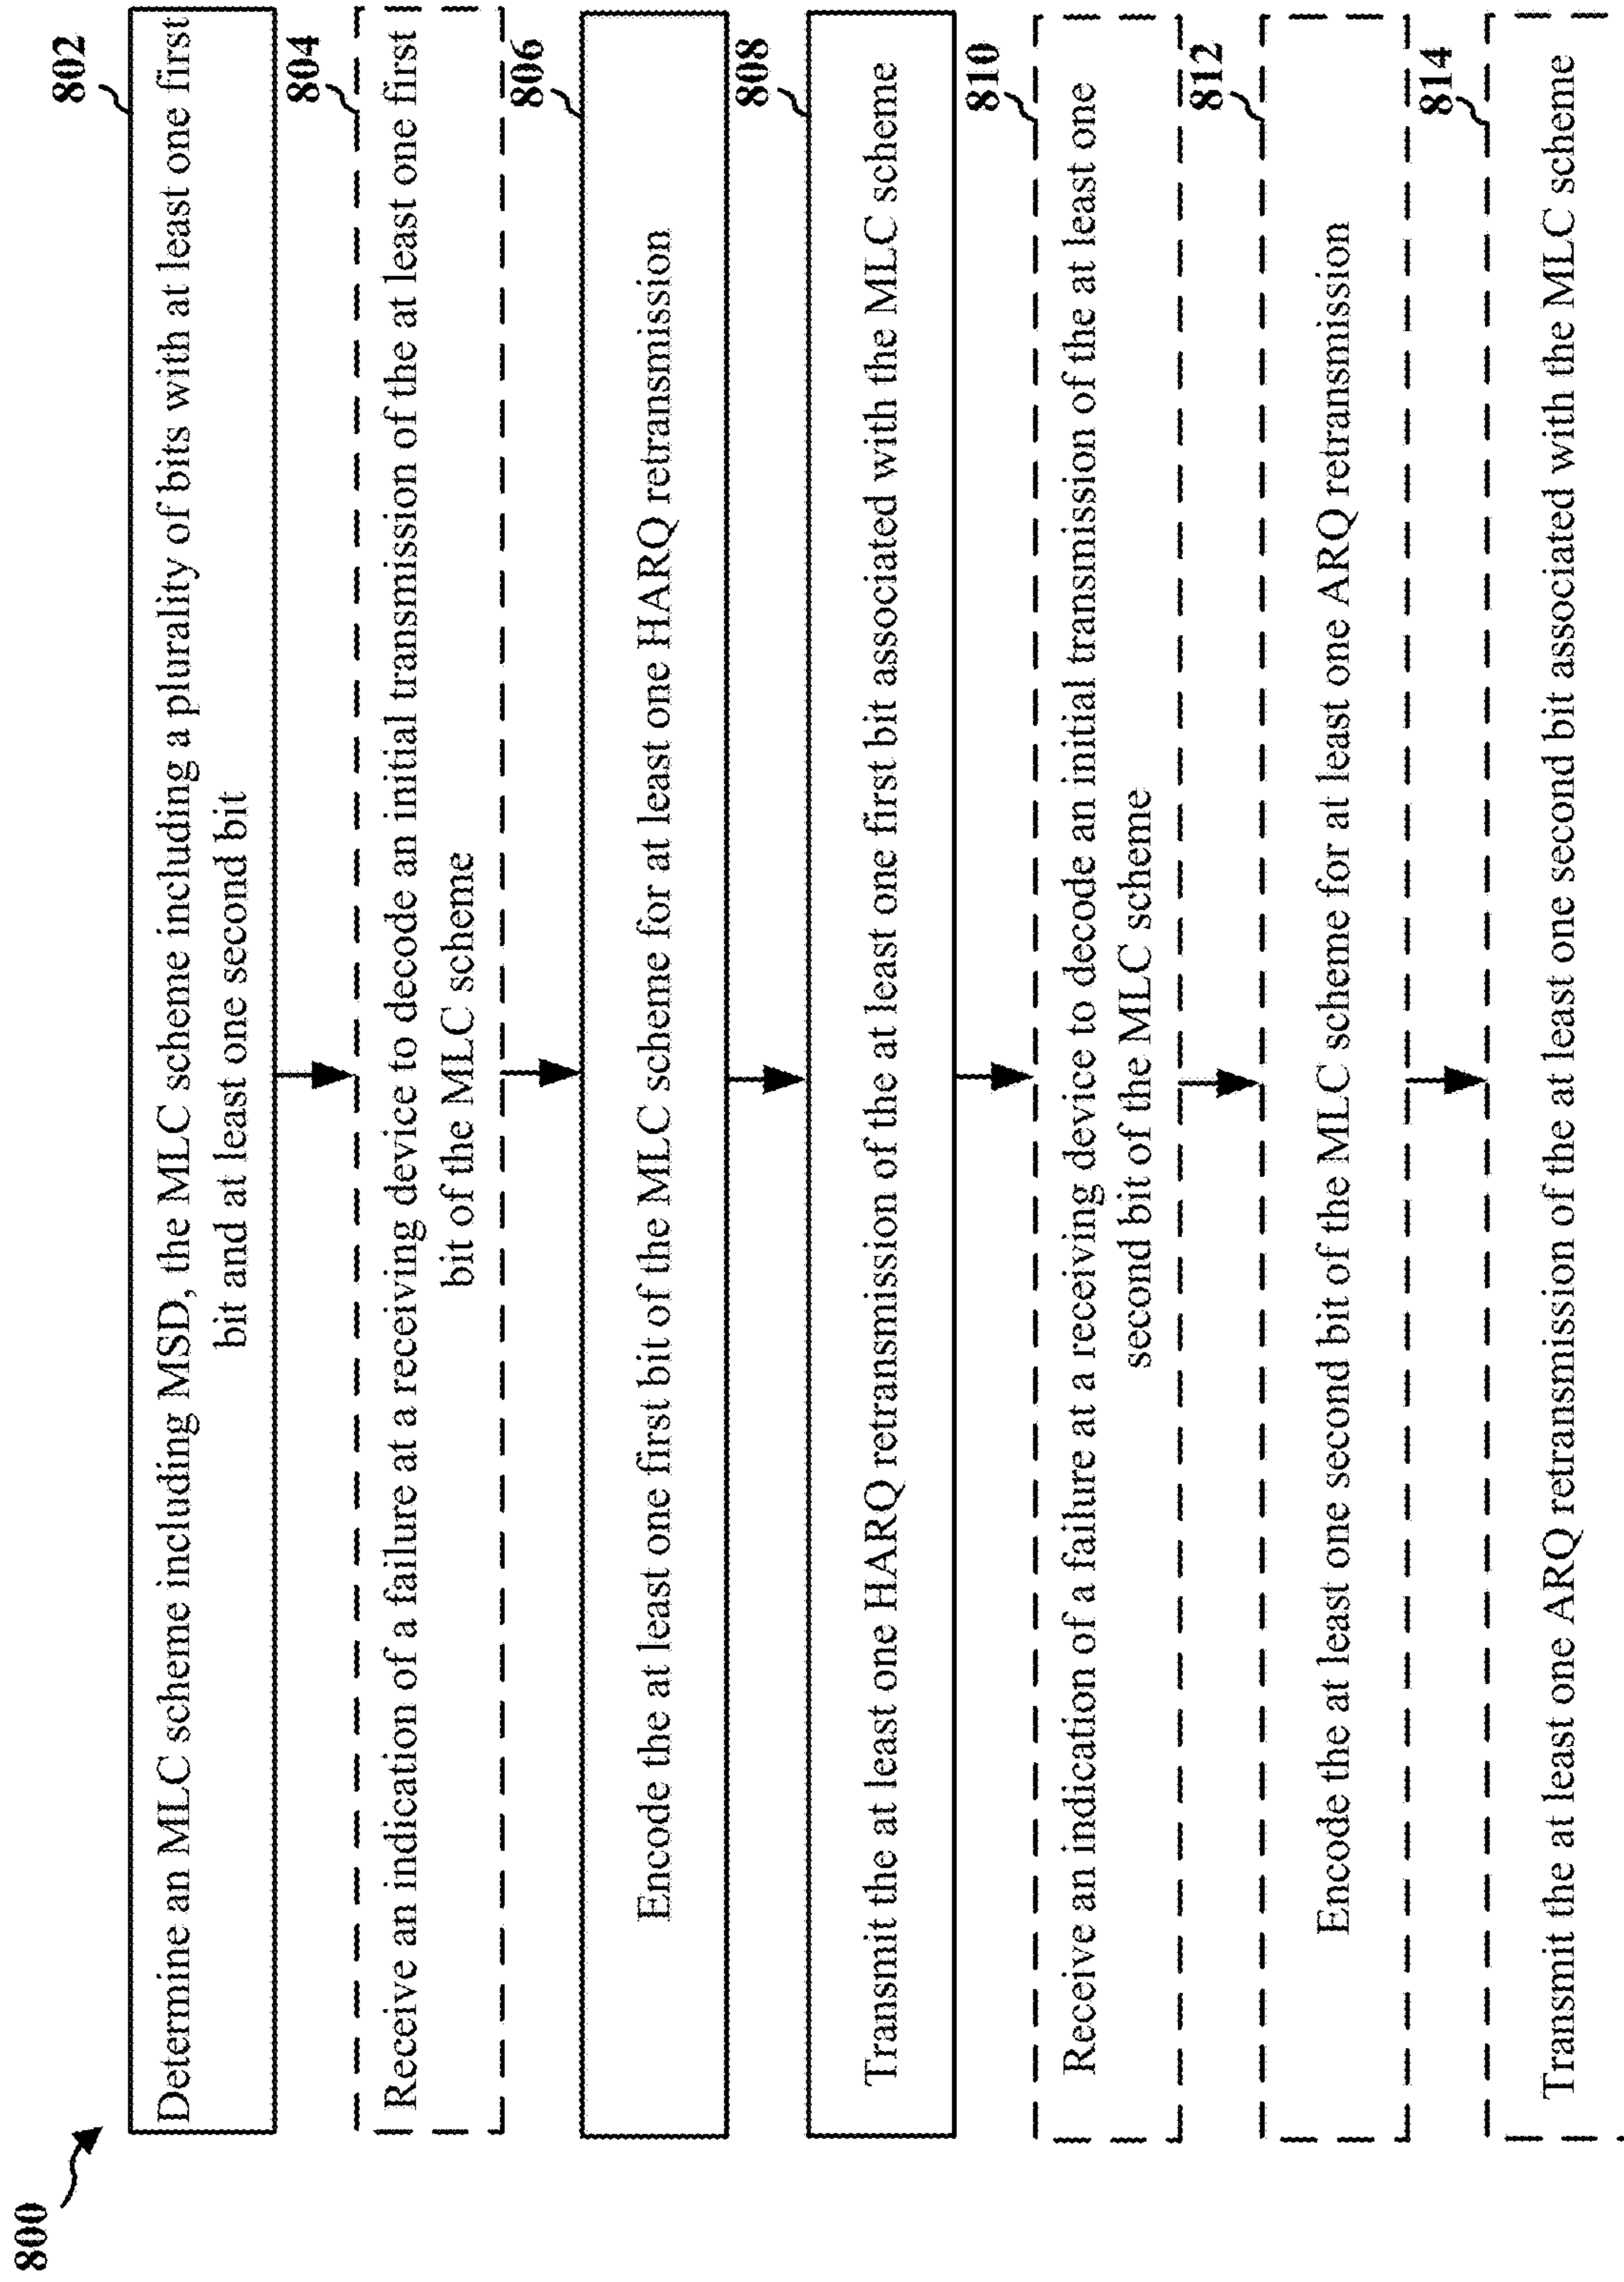 800
802
Determine an MLC scheme including MSD, the MLC scheme including a plurality of bits with at least one first
bit and at least one second bit
804
Receive an indication of a failure at a receiving device to decode an initial transmission of the at least one first
bit of the MLC scheme
806
Encode the at least one first bit of the MLC scheme for at least one HARQ retransmission
808
Transmit the at least one HARQ retransmission of the at least one first bit associated with the MLC scheme
810
Receive an indication of a failure at a receiving device to decode an initial transmission of the at least one
second bit of the MLC scheme
812
Encode the at least one second bit of the MLC scheme for at least one ARQ retransmission
814
Transmit the at least one ARQ retransmission of the at least one second bit associated with the MLC scheme